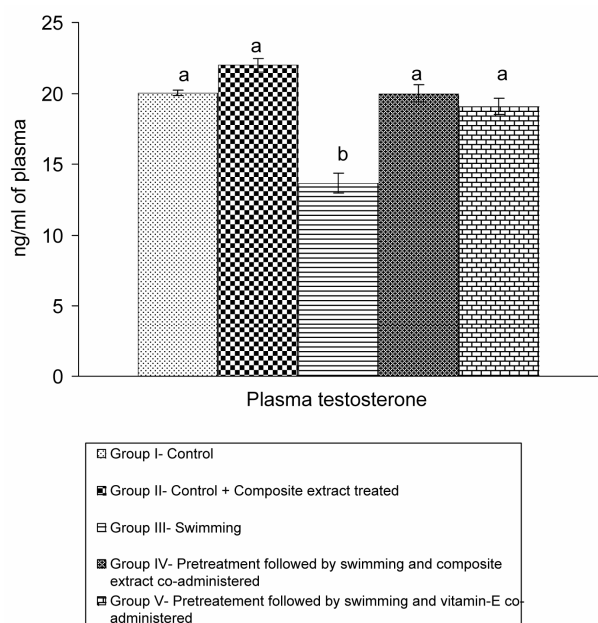 25
20
15
10
5
0
ng/ml of plasma
a
a
b
a
a
Plasma testosterone
Group I- Control
Group II- Control + Composite extract treated
Group III- Swimming
Group IV- Pretreatment followed by swimming and composite
extract co-administered
Group V- Pretreatement followed by swimming and vitamin-E co-
administered